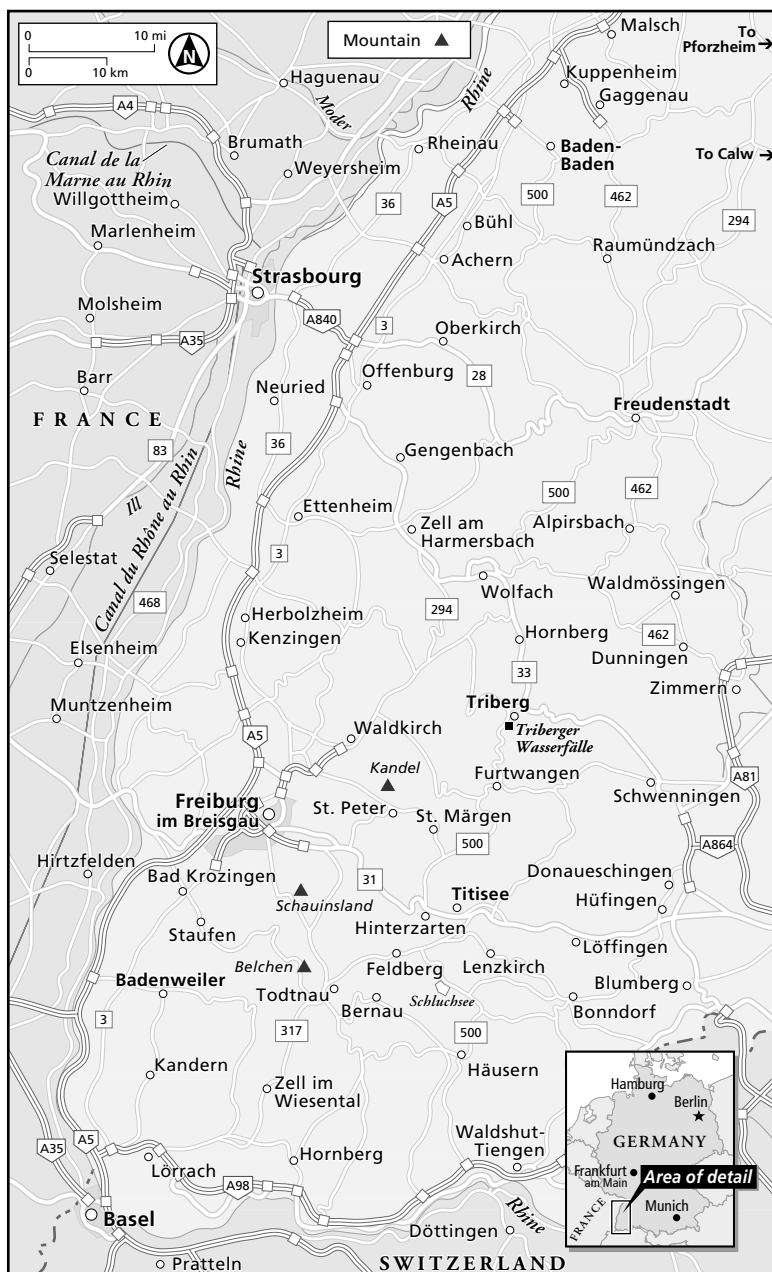 0 10 mi
0 10 km
N
Mountain
Malsch
To
Pforzheim
Haguenau
Rhine
Kuppenheim
Gaggenau
A4
Moder
Brumath
Rheinau
Baden-
Baden
To Calw
Canal de la
Marne au Rhin
Weyersheim
Willgottheim
36
A5
500
462
294
Marlenheim
Bühl
Achern
Raumünzach
Strasbourg
Molsheim
A840
3
Oberkirch
A35
Barr
Neuried
Offenburg
28
FRANCE
Freudenstadt
83
36
Rhine
Gengenbach
Ill
Canal du Rhône au Rhin
500
462
Ettenheim
Zell am
Harmersbach
Alpirsbach
Selestat
3
468
Wolfach
Waldmössingen
294
Herbolzheim
Kenzingen
Hornberg
462
Dunningen
Elsenheim
33
Zimmern
Muntzenheim
Triberg
Triberger
Wasserfälle
A5
Waldkirch
Kandel
Furtwangen
A81
Schwenningen
Freiburg
im Breisgau
St. Peter
St. Märgen
500
A864
Hirtzfelden
31
Donaueschingen
Bad Krozingen
Schauinsland
Titisee
Hüfingen
Staufen
Hinterzarten
Löffingen
Belchen
Feldberg
Lenzkirch
Badenweiler
Todtnau
Bernau
Schluchsee
Blumberg
Bonndorf
3
317
500
Kandern
Häusern
Zell im
Wiesental
Hamburg
Berlin
GERMANY
A35
A5
Lörrach
Hornberg
A98
Waldshut-
Tiengen
Frankfurt
am Main
Area of detail
FRANCE
Munich
Basel
Rhine
Döttingen
Pratteln
SWITZERLAND